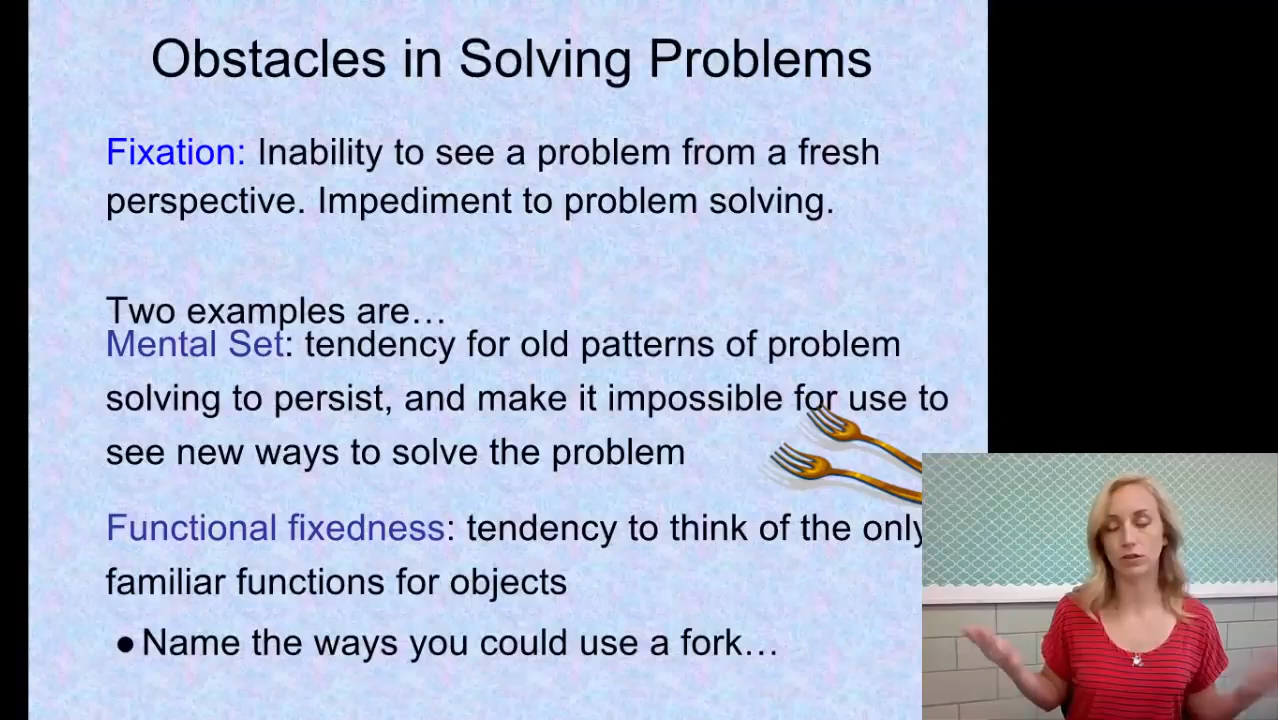 Obstacles in Solving Problems
Fixation: Inability to see a problem from a fresh
perspective. Impediment to problem solving.
Two examples are…
Mental Set: tendency for old patterns of problem
solving to persist, and make it impossible for use to
see new ways to solve the problem
Functional fixedness: tendency to think of the only
familiar functions for objects
●Name the ways you could use a fork…